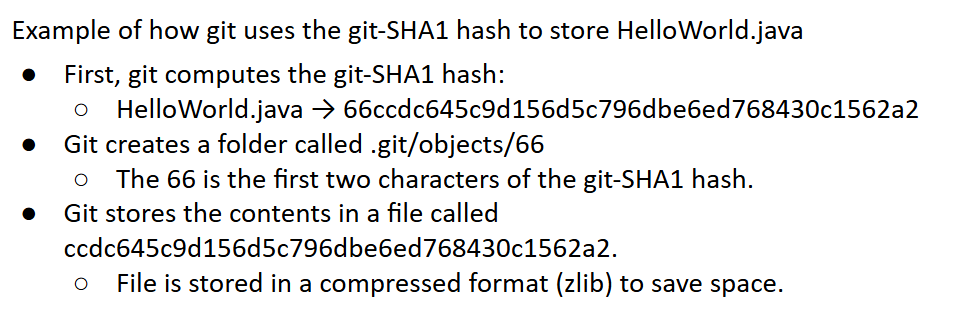 Example of how git uses the git-SHA1 hash to store HelloWorld.java
● First, git computes the git-SHA1 hash:
○ HelloWorld.java → 66ccdc645c9d156d5c796dbe6ed768430c1562a2
● Git creates a folder called .git/objects/66
○ The 66 is the first two characters of the git-SHA1 hash.
● Git stores the contents in a file called
ccdc645c9d156d5c796dbe6ed768430c1562a2.
○ File is stored in a compressed format (zlib) to save space.